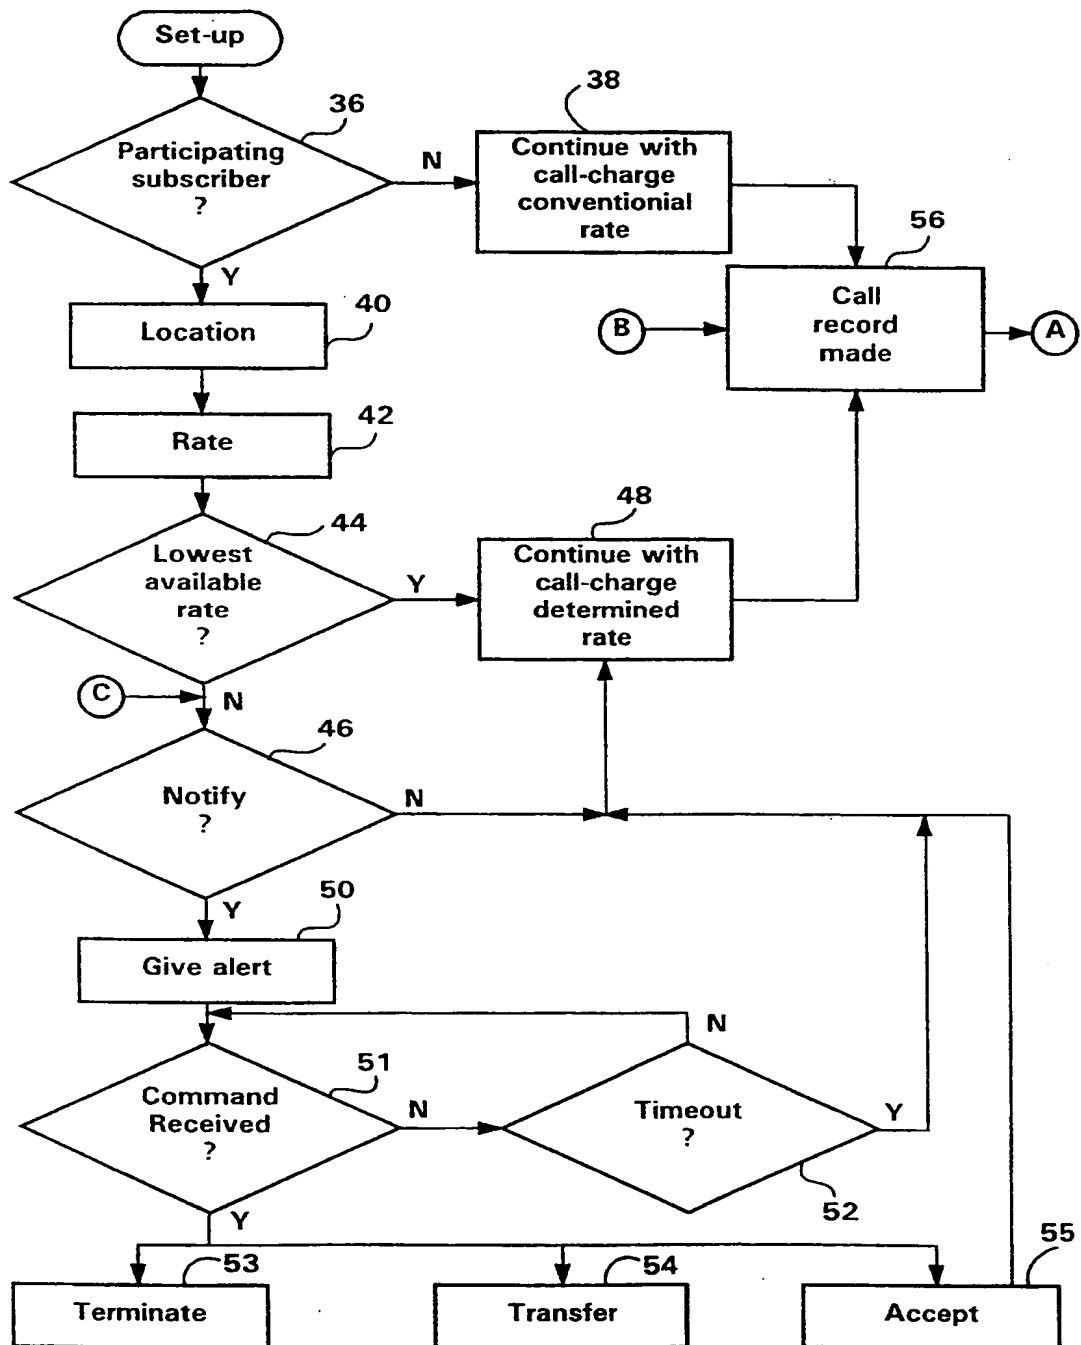 Set-up
36
Participating
subscriber
?
N
Y
38
Continue with
call-charge
conventionial
rate
56
Call
record
made
B
A
40
Location
42
Rate
44
Lowest
available
rate
?
Y
N
48
Continue with
call-charge
determined
rate
C
46
Notify
?
N
Y
50
Give alert
51
Command
Received
?
N
Y
Timeout
?
N
Y
52
53
Terminate
54
Transfer
55
Accept